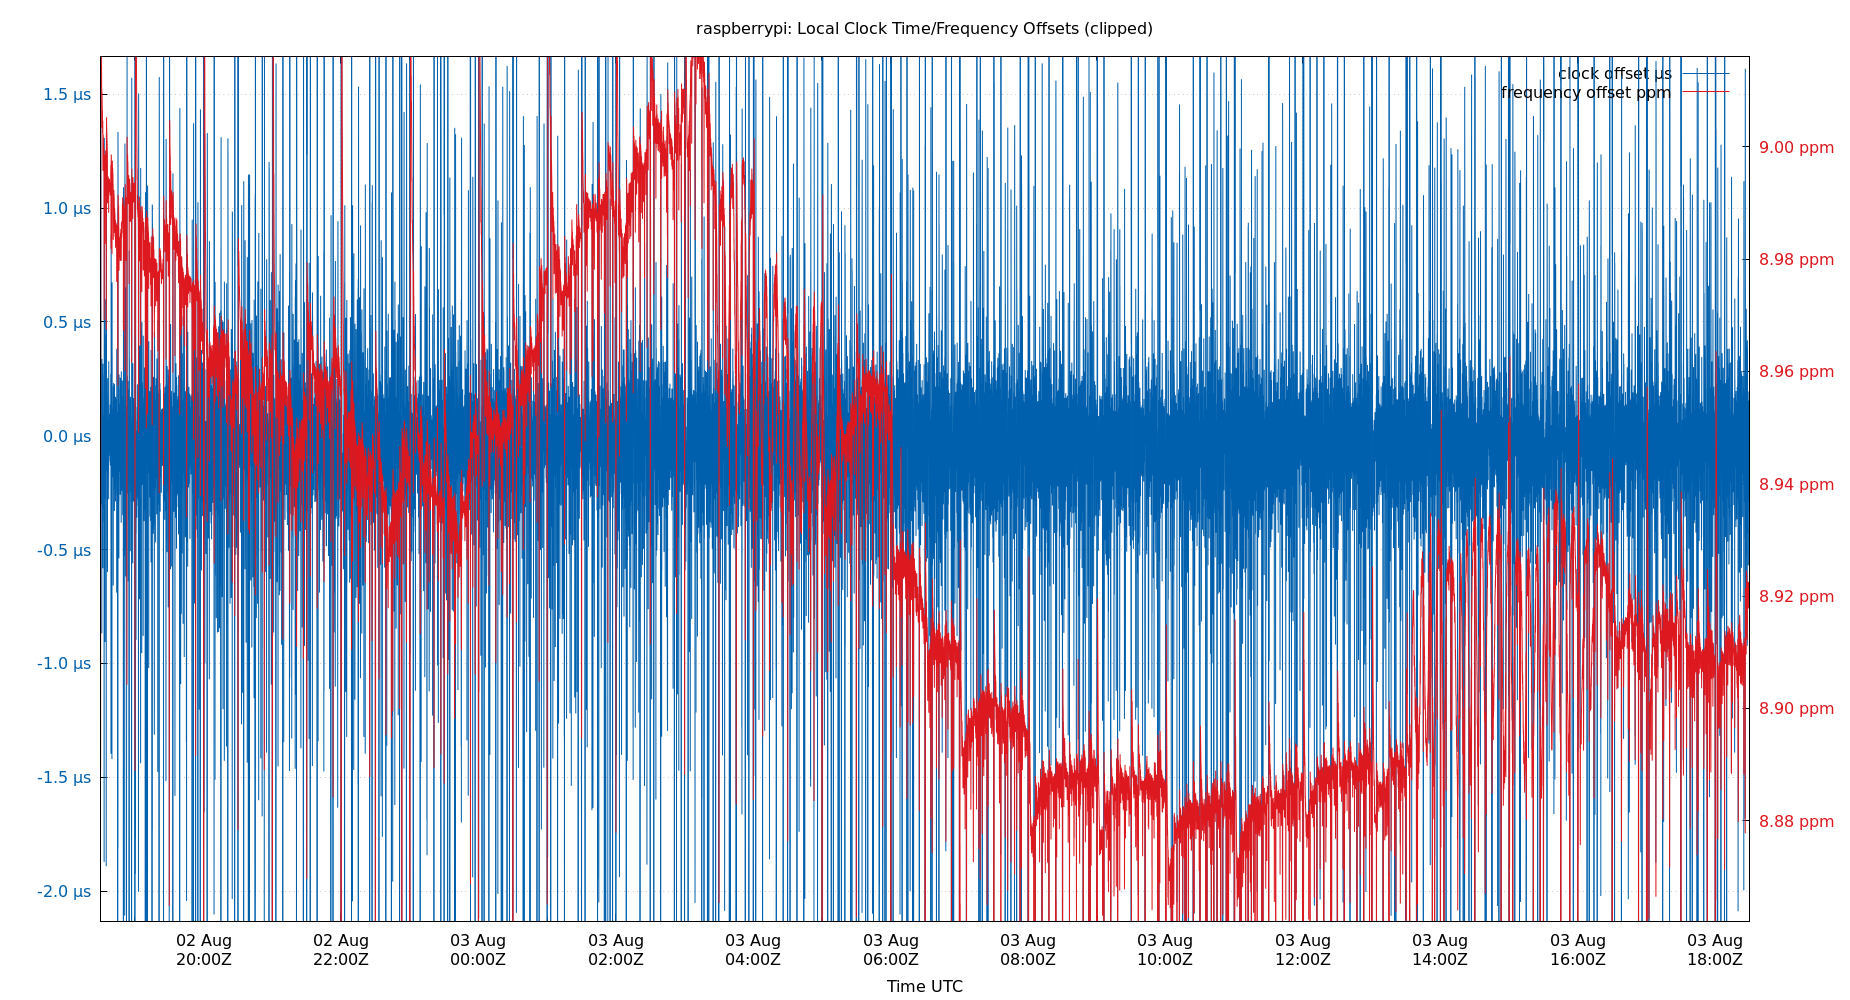 raspberrypi: Local Clock Time/Frequency Offsets (clipped)
clock offset µs
frequency offset ppm
1.5 µs
1.0 µs
0.5 µs
0.0 µs
-0.5 µs
-1.0 µs
-1.5 µs
-2.0 µs
9.00 ppm
8.98 ppm
8.96 ppm
8.94 ppm
8.92 ppm
8.90 ppm
8.88 ppm
02 Aug
20:00Z
02 Aug
22:00Z
03 Aug
00:00Z
03 Aug
02:00Z
03 Aug
04:00Z
03 Aug
06:00Z
03 Aug
08:00Z
03 Aug
10:00Z
03 Aug
12:00Z
03 Aug
14:00Z
03 Aug
16:00Z
03 Aug
18:00Z
Time UTC